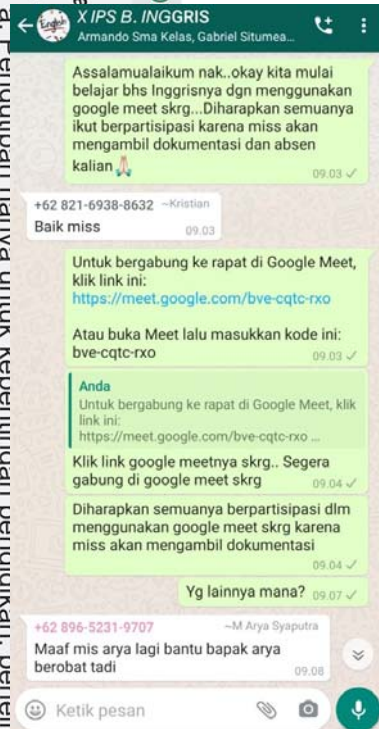 X IPS B. INGGRIS
Armando Sma Kelas, Gabriel Situmea...
Assalamualaikum nak..okay kita mulai
belajar bhs Inggrisnya dgn menggunakan
google meet skrg...Diharapkan semuanya
ikut berpartisipasi karena miss akan
mengambil dokumentasi dan absen
kalian🙏🏻
09.03 ✓
+62 821-6938-8632 ~Kristian
Baik miss
09.03
Untuk bergabung ke rapat di Google Meet,
klik link ini:
https://meet.google.com/bve-cqtc-rxo
Atau buka Meet lalu masukkan kode ini:
bve-cqtc-rxo
09.03 ✓
Anda
Untuk bergabung ke rapat di Google Meet, klik
link ini:
https://meet.google.com/bve-cqtc-rxo ...
Klik link google meetnya skrg.. Segera
gabung di google meet skrg
09.04 ✓
Diharapkan semuanya berpartisipasi dlm
menggunakan google meet skrg karena
miss akan mengambil dokumentasi
09.04 ✓
Yg lainnya mana? 09.07 ✓
+62 896-5231-9707 ~M Arya Syaputra
Maaf mis arya lagi bantu bapak arya
berobat tadi
09.08
Ketik pesan
English
a. Pengutipan hanya untuk kepentingan pendidikan,